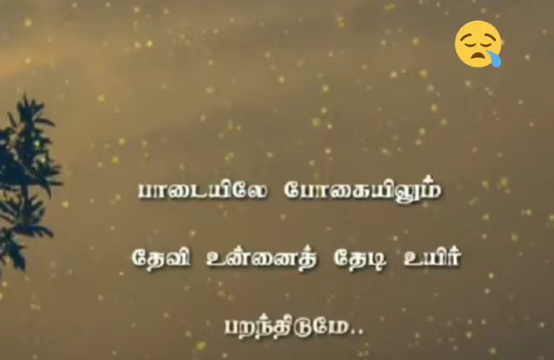 பாடையிலே போகையிலும்
தேவி உன்னைத் தேடி உயிர்
பறந்திடுமே..